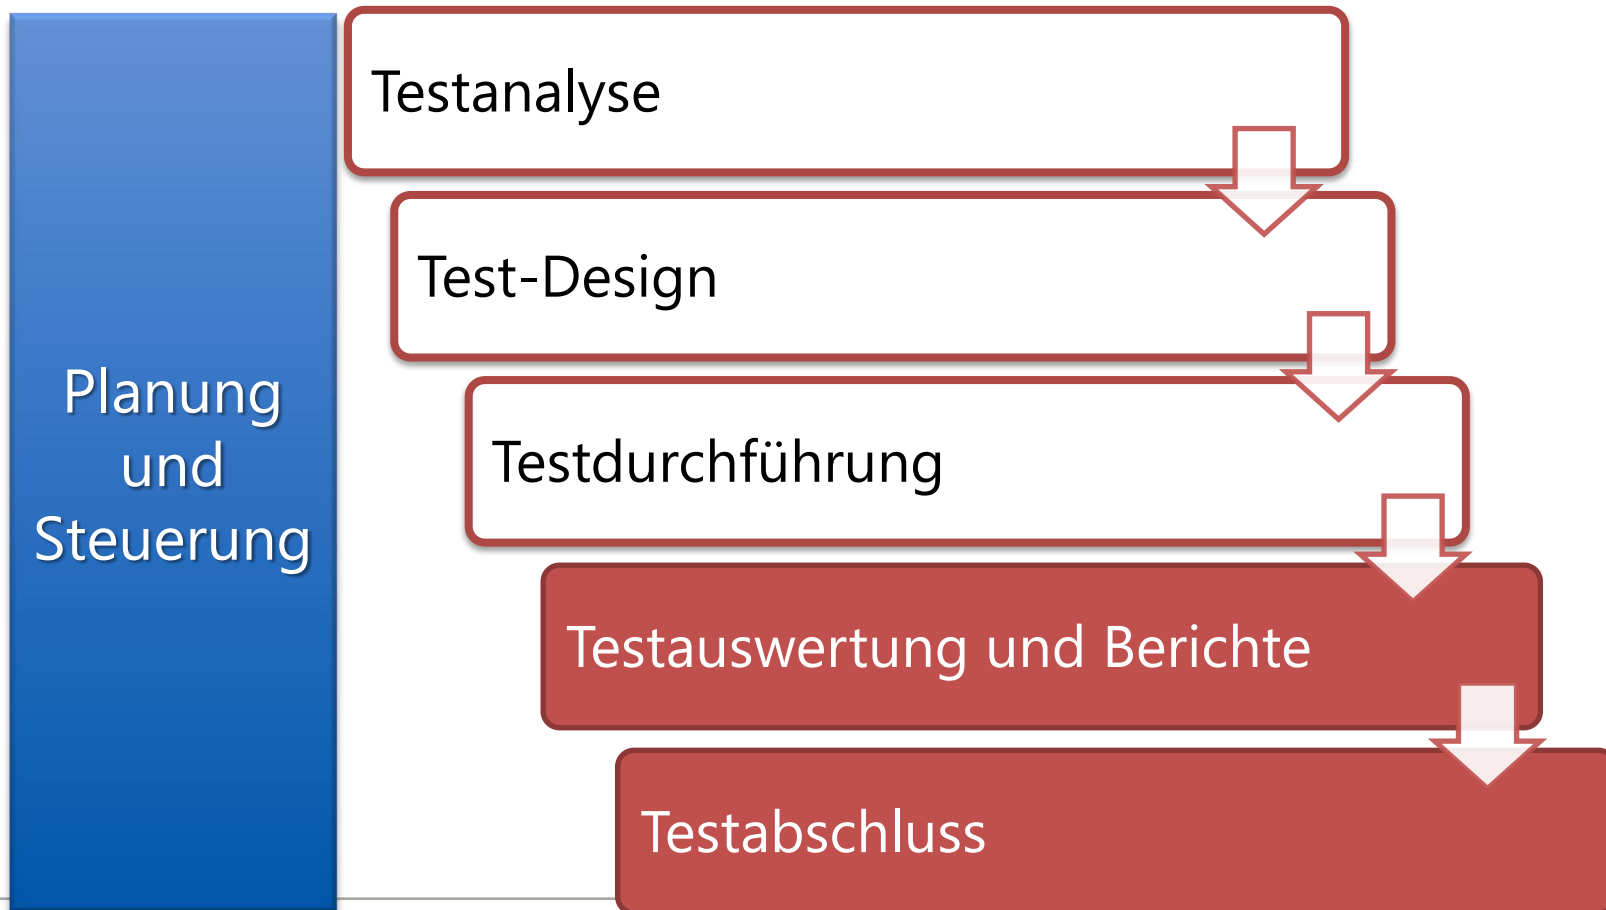 Planung
und
Steuerung
Testanalyse
Test-Design
Testdurchführung
Testauswertung und Berichte
Testabschluss